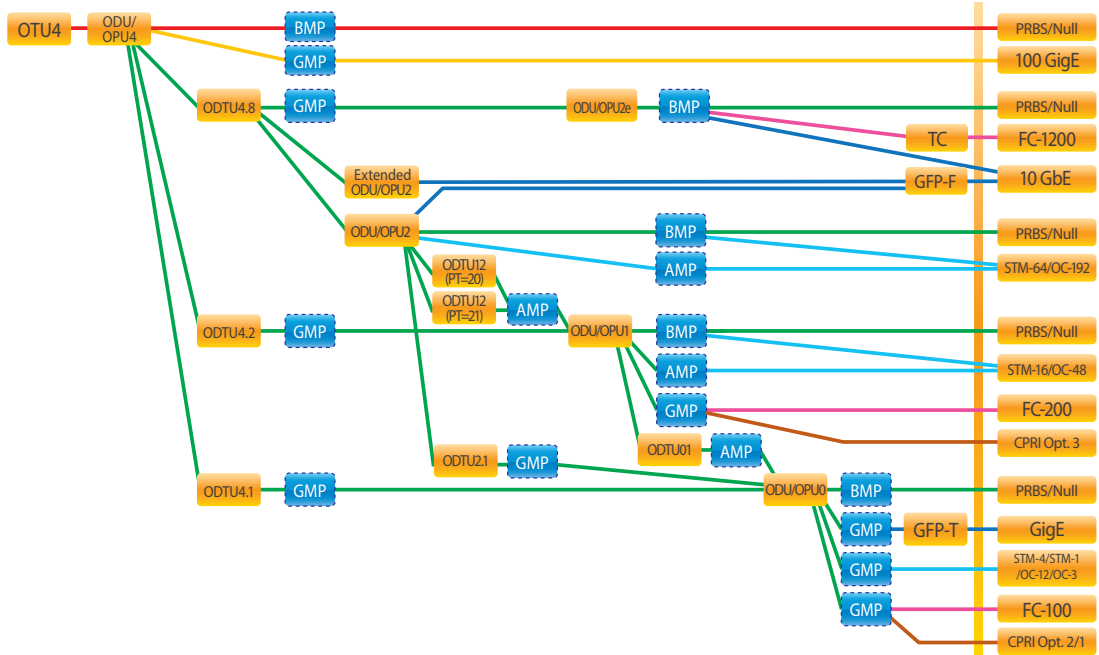 OTU4
ODU/
OPU4
BMP
PRBS/Null
GMP
100 GigE
ODTU4.8
GMP
ODU/OPU2e
BMP
PRBS/Null
TC
FC-1200
Extended
ODU/OPU2
GFP-F
10 GbE
ODU/OPU2
BMP
PRBS/Null
ODTU12
(PT=20)
AMP
STM-64/OC-192
ODTU12
(PT=21)
AMP
ODTU4.2
GMP
ODU/OPU1
BMP
PRBS/Null
AMP
STM-16/OC-48
GMP
FC-200
ODTU01
AMP
CPRI Opt. 3
ODTU2.1
GMP
ODTU4.1
GMP
ODU/OPU0
BMP
PRBS/Null
GMP
GFP-T
GigE
GMP
STM-4/STM-1
/OC-12/OC-3
GMP
FC-100
CPRI Opt. 2/1